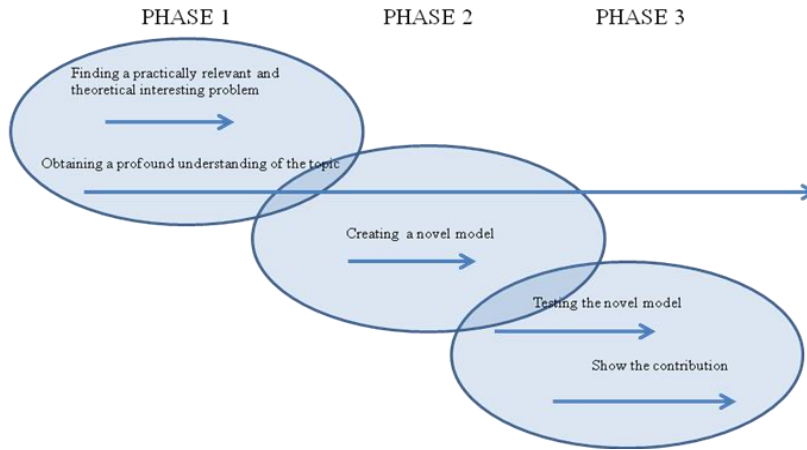 PHASE 1 PHASE 2 PHASE 3
Finding a practically relevant and
theoretical interesting problem
Obtaining a profound understanding of the topic
Creating a novel model
Testing the novel model
Show the contribution